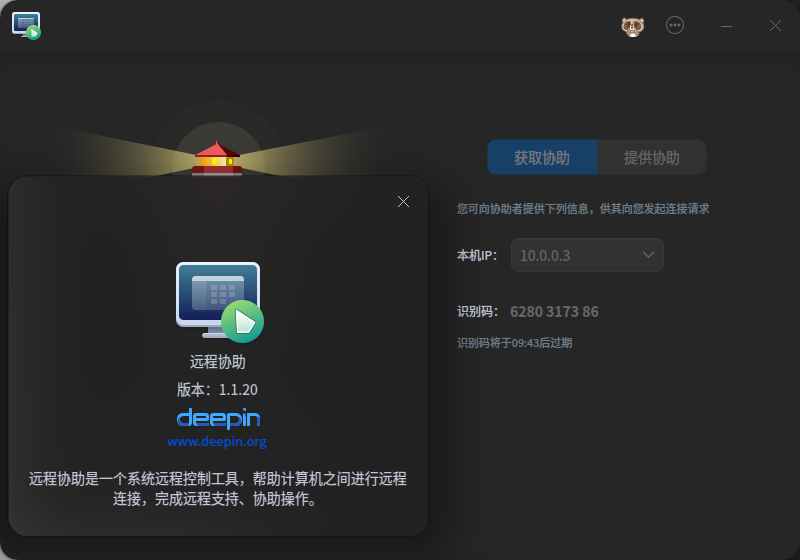 获取协助
提供协助
您可向协助者提供下列信息，供其向您发起连接请求
本机IP：
10.0.0.3
识别码：
6280 3173 86
识别码将于09:43后过期
远程协助
版本：1.1.20
deepin
www.deepin.org
远程协助是一个系统远程控制工具，帮助计算机之间进行远程
连接，完成远程支持、协助操作。